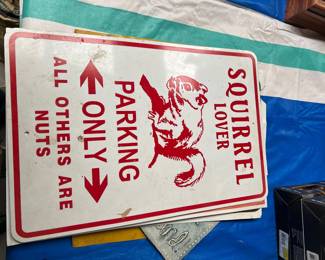 SQUIRREL
LOVER
PARKING
ONLY
ALL OTHERS ARE
NUTS